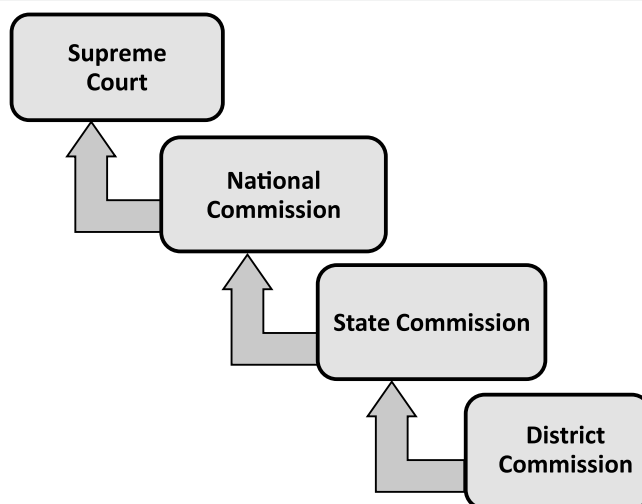 Supreme
Court
National
Commission
State Commission
District
Commission